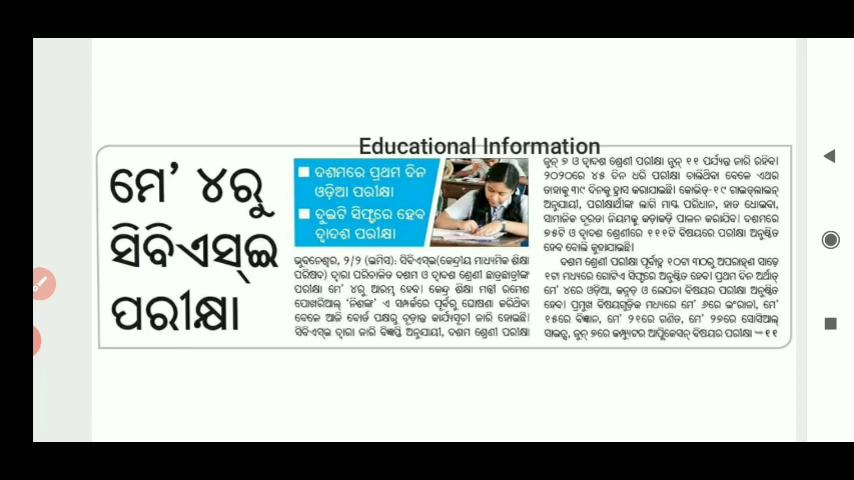 Educational Information
ମେ’ ୪ରୁ
ସିବିଏସ୍ଇ
ପରୀକ୍ଷା
■ ଦଶମରେ ପ୍ରଥମ ଦିନ
ଓଡ଼ିଆ ପରୀକ୍ଷା
■ ଦୁଇଟି ସିଫ୍ଟରେ ହେବ
ଦ୍ୱାଦଶ ପରୀକ୍ଷା
ଭୁବନେଶ୍ୱର, ୨/୨ (ଇମିସ): ସିବିଏସ୍ଇ(କେନ୍ଦ୍ରୀୟ ମାଧ୍ୟମିକ ଶିକ୍ଷା
ପରିଷଦ) ଦ୍ୱାରା ପରିଚାଳିତ ଦଶମ ଓ ଦ୍ୱାଦଶ ଶ୍ରେଣୀ ଛାତ୍ରଛାତ୍ରୀଙ୍କ
ପରୀକ୍ଷା ମେ’ ୪ରୁ ଆରମ୍ଭ ହେବ। କେନ୍ଦ୍ର ଶିକ୍ଷା ମନ୍ତ୍ରୀ ରମେଶ
ପୋଖରିଆଲ୍ ‘ନିଶଙ୍କ’ ଏ ସମ୍ପର୍କରେ ପୂର୍ବରୁ ଘୋଷଣା କରିଥିବା
ବେଳେ ଆଜି ବୋର୍ଡ ପକ୍ଷରୁ ଚୂଡ଼ାନ୍ତ କାର୍ଯ୍ୟସୂଚୀ ଜାରି ହୋଇଛି।
ସିବିଏସ୍ଇ ଦ୍ୱାରା ଜାରି ବିଜ୍ଞପ୍ତି ଅନୁଯାୟୀ, ଦଶମ ଶ୍ରେଣୀ ପରୀକ୍ଷା
ଜୁନ୍ ୭ ଓ ଦ୍ୱାଦଶ ଶ୍ରେଣୀ ପରୀକ୍ଷା ଜୁନ୍ ୧୧ ପର୍ଯ୍ୟନ୍ତ ଜାରି ରହିବ।
୨୦୨୦ରେ ୪୫ ଦିନ ଧରି ପରୀକ୍ଷା ଚାଲିଥିବା ବେଳେ ଏଥର
ତାହାକୁ ୩୯ ଦିନକୁ ହ୍ରାସ କରାଯାଇଛି। କୋଭିଡ଼-୧୯ ଗାଇଡ୍‌ଲାଇନ୍
ଅନୁଯାୟୀ, ପରୀକ୍ଷାର୍ଥୀଙ୍କ ଲାଗି ମାସ୍କ ପରିଧାନ, ହାତ ଧୋଇବା,
ସାମାଜିକ ଦୂରତା ନିୟମକୁ କଡ଼ାକଡ଼ି ପାଳନ କରାଯିବ। ଦଶମରେ
୭୫ଟି ଓ ଦ୍ୱାଦଶ ଶ୍ରେଣୀରେ ୧୧୧ଟି ବିଷୟରେ ପରୀକ୍ଷା ଅନୁଷ୍ଠିତ
ହେବ ବୋଲି କୁହାଯାଇଛି।
ଦଶମ ଶ୍ରେଣୀ ପରୀକ୍ଷା ପୂର୍ବାହ୍ନ ୧୦ଟା ୩୦ରୁ ଅପରାହ୍ଣ ସାଢ଼େ
୧ଟା ମଧ୍ୟରେ ଗୋଟିଏ ସିଫ୍ଟରେ ଅନୁଷ୍ଠିତ ହେବ। ପ୍ରଥମ ଦିନ ଅର୍ଥାତ୍
ମେ’ ୪ରେ ଓଡ଼ିଆ, କନ୍ନଡ଼ ଓ ଲେପଚା ବିଷୟର ପରୀକ୍ଷା ଅନୁଷ୍ଠିତ
ହେବ। ପ୍ରମୁଖ ବିଷୟଗୁଡ଼ିକ ମଧ୍ୟରେ ମେ’ ୬ରେ ଇଂରାଜୀ, ମେ’
୧୫ରେ ବିଜ୍ଞାନ, ମେ’ ୨୧ରେ ଗଣିତ, ମେ’ ୨୭ରେ ସୋସିଆଲ୍
ସାଇନ୍ସ, ଜୁନ୍ ୭ରେ କମ୍ପ୍ୟୁଟର ଆପ୍ଲିକେସନ୍ ବିଷୟର ପରୀକ୍ଷା ୧୧